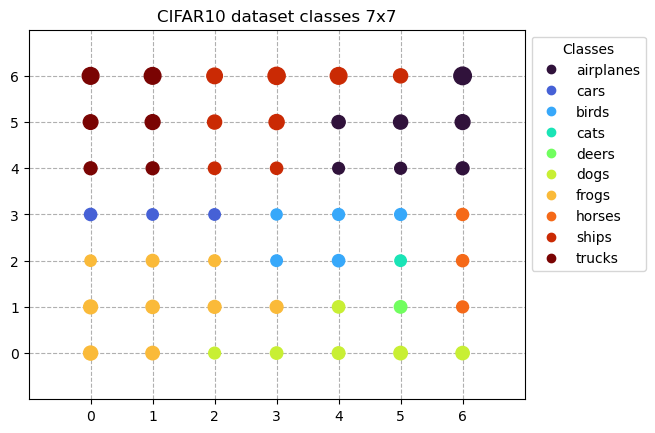 CIFAR10 dataset classes 7x7
6
5
4
3
2
1
0
0 1 2 3 4 5 6
Classes
airplanes
cars
birds
cats
deers
dogs
frogs
horses
ships
trucks